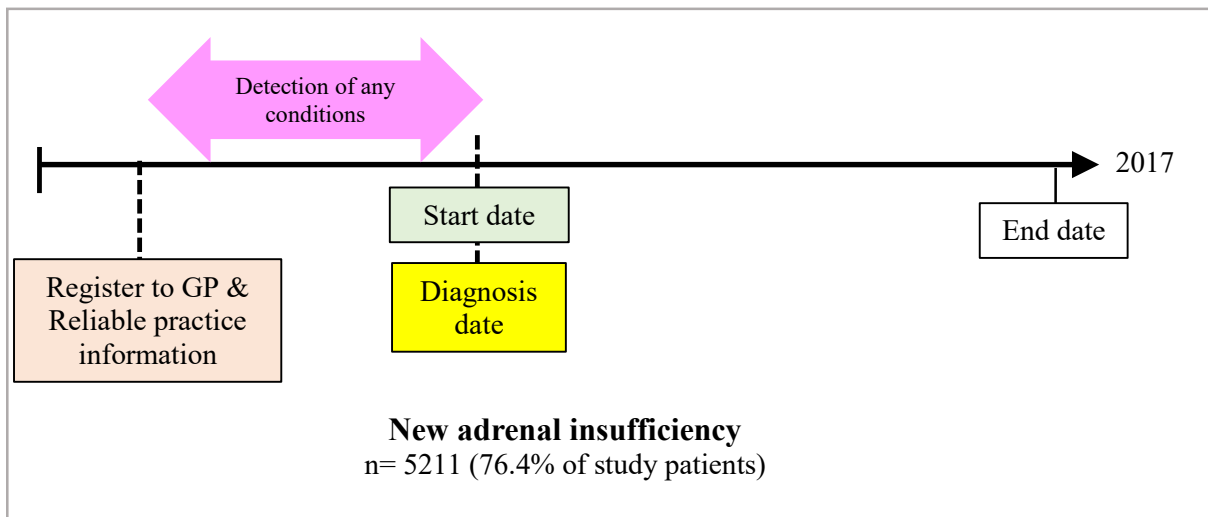 Detection of any
conditions
2017
Start date
End date
Register to GP &
Reliable practice
information
Diagnosis
date
New adrenal insufficiency
n= 5211 (76.4% of study patients)